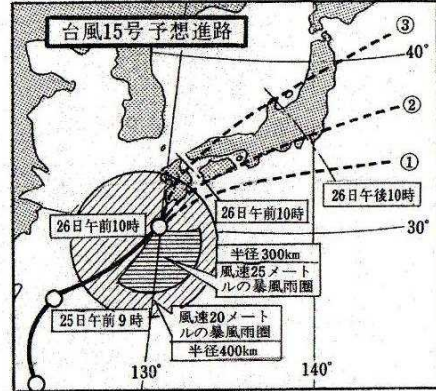 台風15号 予想進路
③
40°
②
①
26日午後10時
26日午前10時
26日午前10時
30°
半径300km
風速25メート
ルの暴風雨圏
25日午前9時
風速20メート
ルの暴風雨圏
半径400km
130°
140°